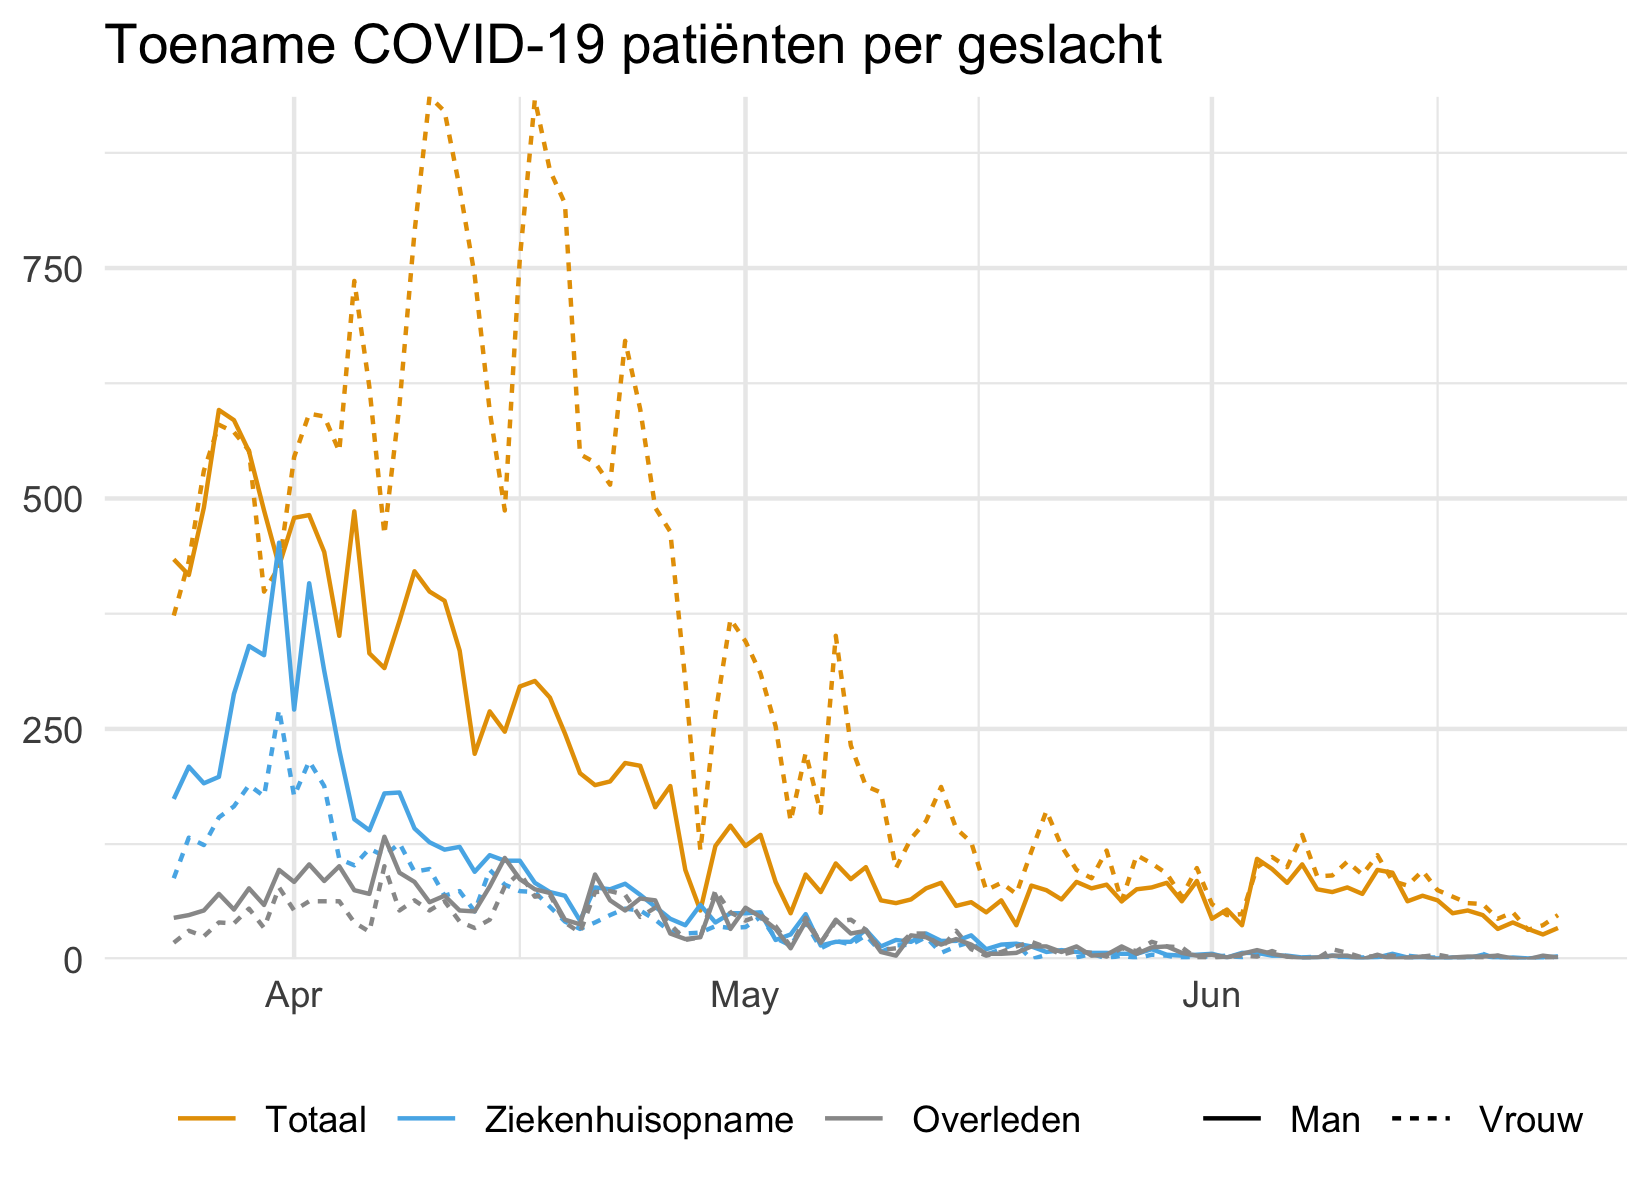 Toename COVID-19 patiënten per geslacht
750
500
250
0
Apr May Jun
Totaal Ziekenhuisopname Overleden Man Vrouw